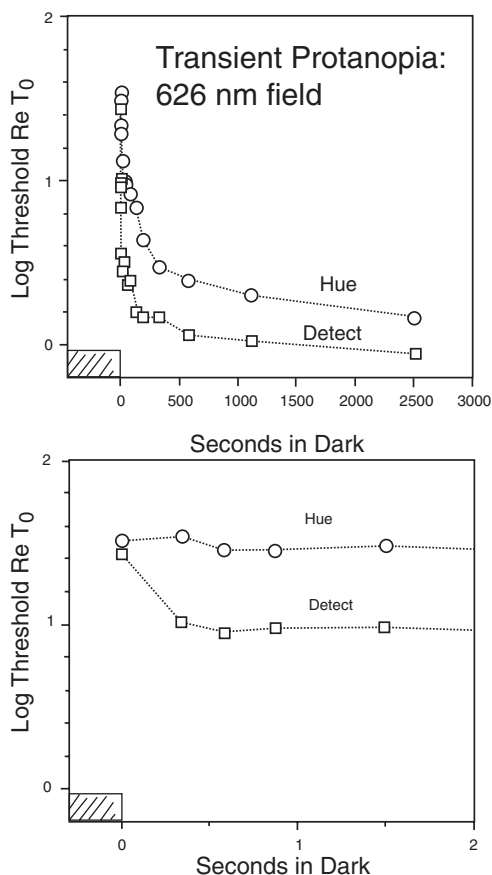 2
Transient Protanopia:
626 nm field
Log Threshold Re T0
1
Hue
Detect
0
0 500 1000 1500 2000 2500 3000
Seconds in Dark
2
Hue
Log Threshold Re T0
1
Detect
0
0 1 2
Seconds in Dark